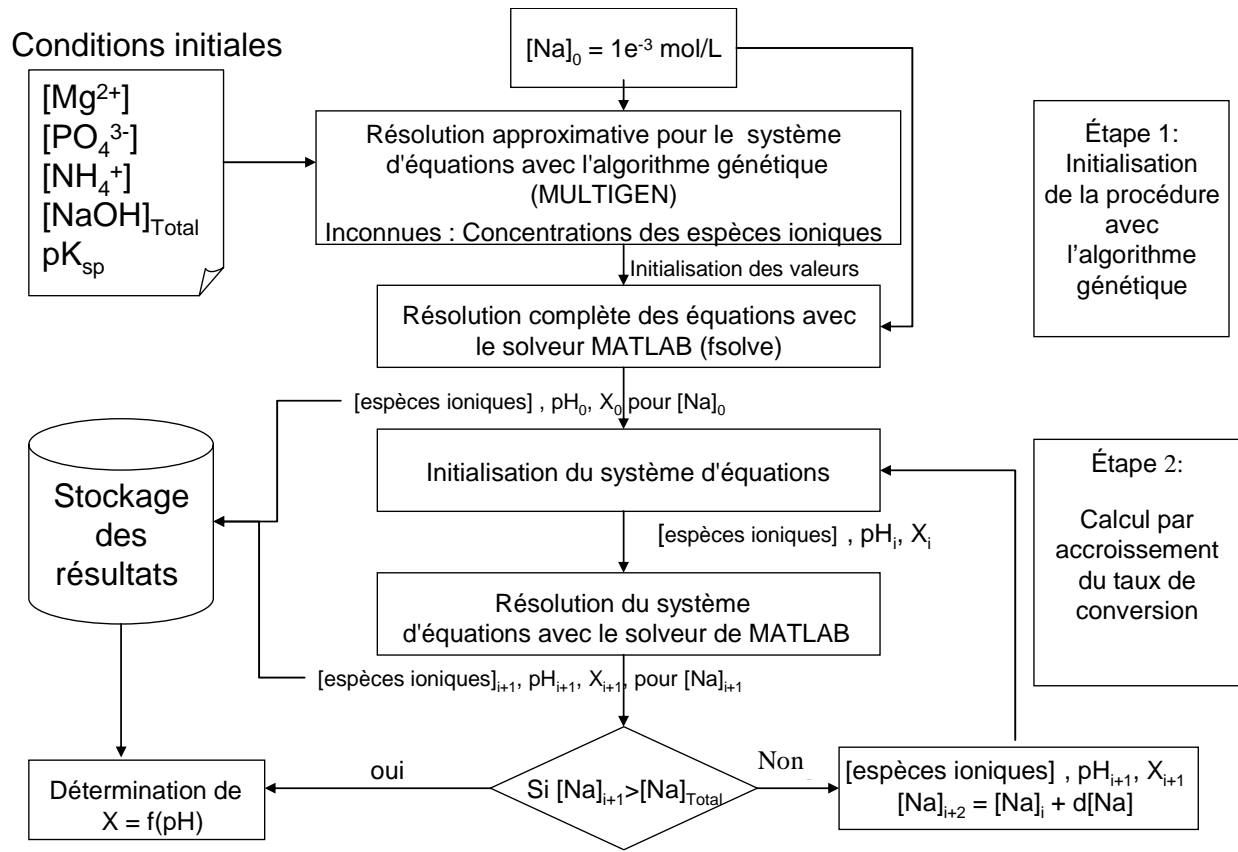 Conditions initiales
[Mg²⁺]
[PO₄³⁻]
[NH₄⁺]
[NaOH]Total
pKsp
[Na]₀ = 1e⁻³ mol/L
Résolution approximative pour le système
d'équations avec l'algorithme génétique
(MULTIGEN)
Inconnues : Concentrations des espèces ioniques
Initialisation des valeurs
Résolution complète des équations avec
le solveur MATLAB (fsolve)
Étape 1:
Initialisation
de la procédure
avec
l'algorithme
génétique
[espèces ioniques] , pH₀, X₀ pour [Na]₀
Initialisation du système d'équations
[espèces ioniques] , pHᵢ, Xᵢ
Résolution du système
d'équations avec le solveur de MATLAB
[espèces ioniques]ᵢ₊₁, pHᵢ₊₁, Xᵢ₊₁, pour [Na]ᵢ₊₁
Stockage
des
résultats
Étape 2:
Calcul par
accroissement
du taux de
conversion
Si [Na]ᵢ₊₁>[Na]Total
oui
Non
Détermination de
X = f(pH)
[espèces ioniques] , pHᵢ₊₁, Xᵢ₊₁
[Na]ᵢ₊₂ = [Na]ᵢ + d[Na]